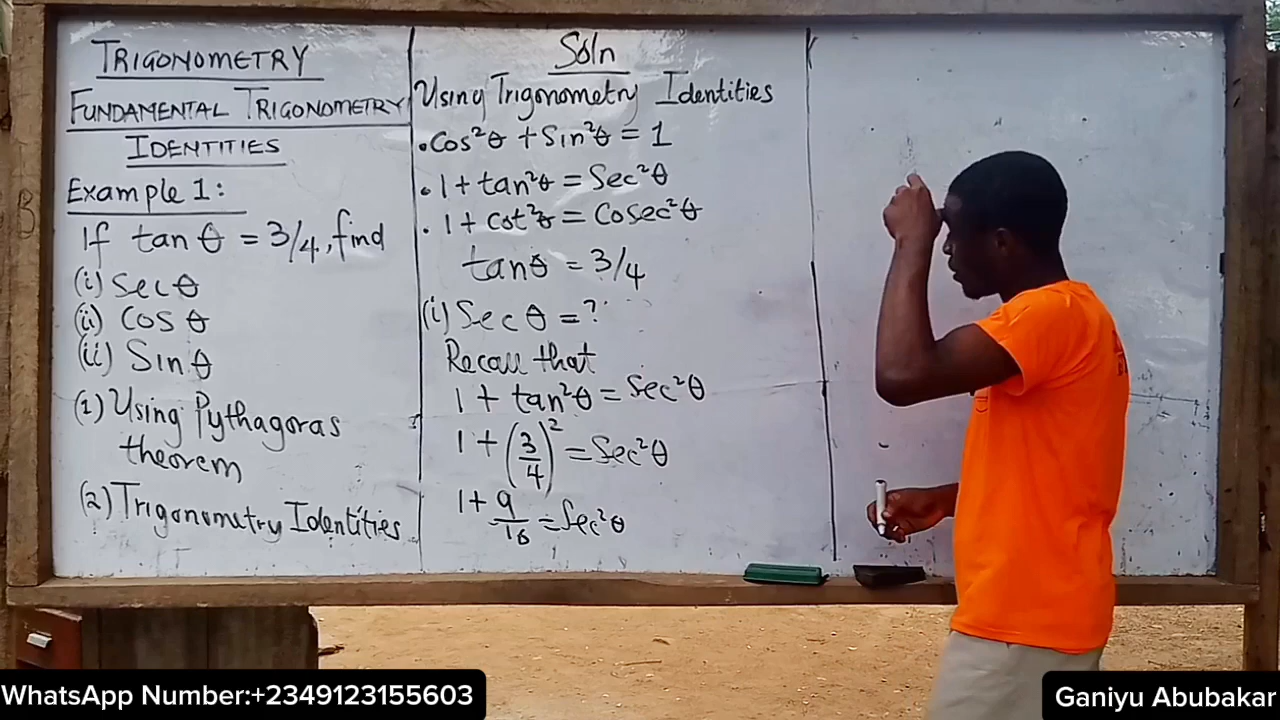 TRIGONOMETRY
FUNDAMENTAL TRIGONOMETRY
IDENTITIES
Example 1:
If tan θ = 3/4, find
(i) Sec θ
(ii) Cos θ
(ii) Sin θ
(1) Using Pythagoras
theorem
(2) Trigonometry Identities
Soln
Using Trigonometry Identities
• Cos²θ + Sin²θ = 1
• 1 + tan²θ = Sec²θ
• 1 + cot²θ = Cosec²θ
tanθ = 3/4
(i) Sec θ = ?
Recall that
1 + tan²θ = Sec²θ
1 + (3/4)² = Sec²θ
1 + 9/16 = Sec²θ
WhatsApp Number:+2349123155603
Ganiyu Abubakar